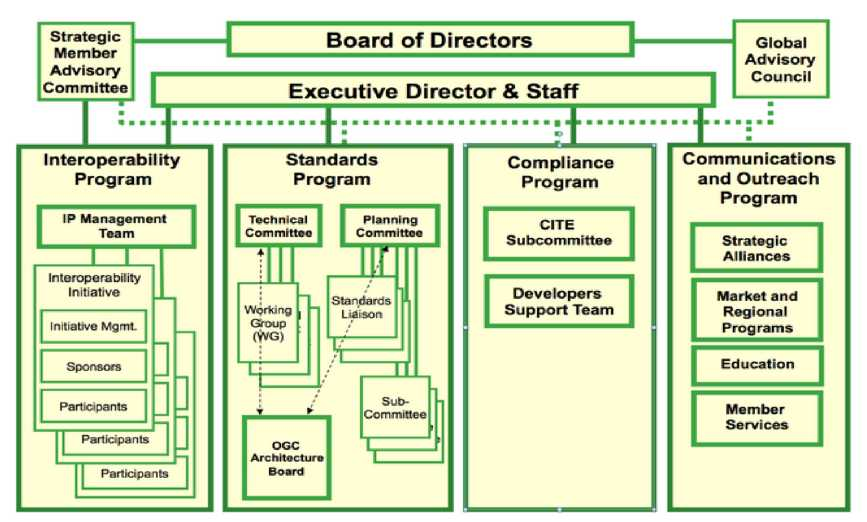 Strategic
Member
Advisory
Committee
Board of Directors
Global
Advisory
Council
Executive Director & Staff
Interoperability
Program
IP Management
Team
Interoperability
Initiative
Initiative Mgmt.
Sponsors
Participants
Participants
Participants
Standards
Program
Technical
Committee
Planning
Committee
Working
Group
(WG)
Standards
Liaison
Sub-
Committee
OGC
Architecture
Board
Compliance
Program
CITE
Subcommittee
Developers
Support Team
Communications
and Outreach
Program
Strategic
Alliances
Market and
Regional
Programs
Education
Member
Services